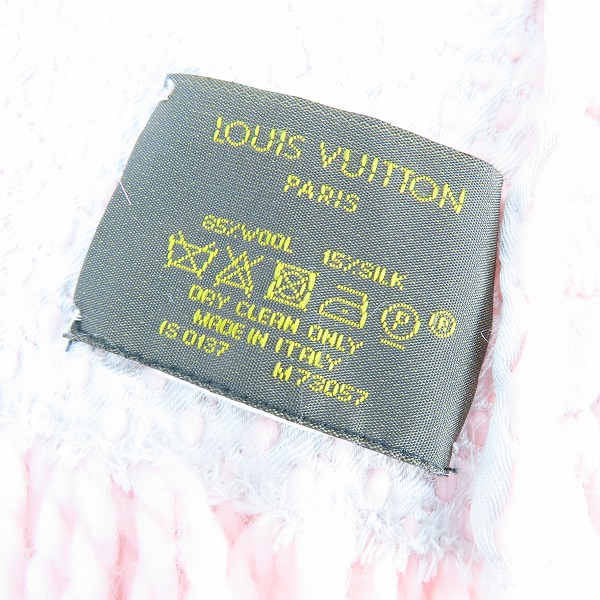 LOUIS VUITTON
PARIS
85%WOOL 15%SILK
P R
DRY CLEAN ONLY
MADE IN ITALY
IS 0137 M73057